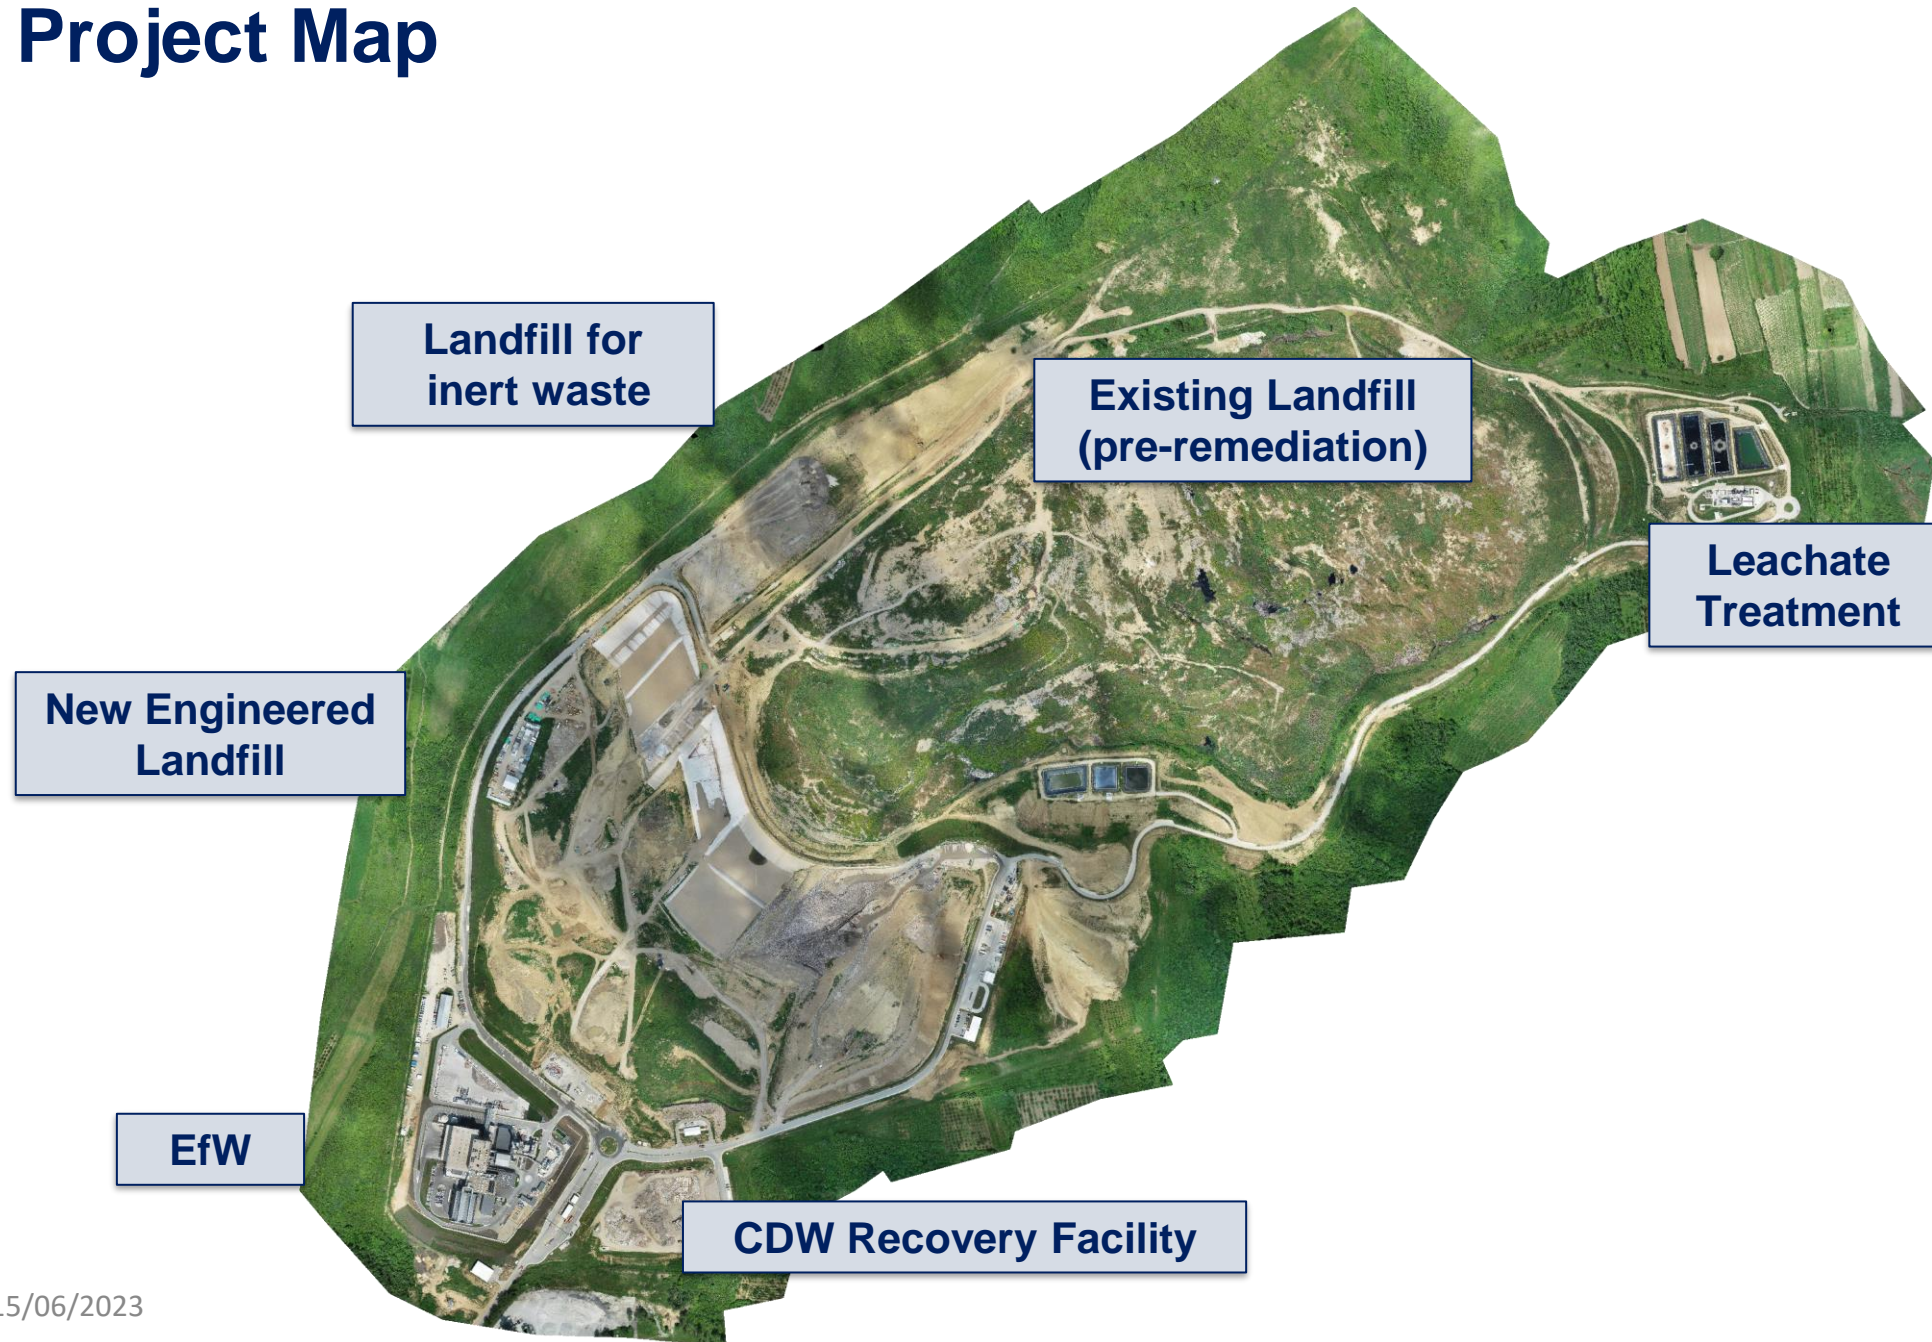 Project Map
Landfill for
inert waste
Existing Landfill
(pre-remediation)
Leachate
Treatment
New Engineered
Landfill
EfW
CDW Recovery Facility
15/06/2023